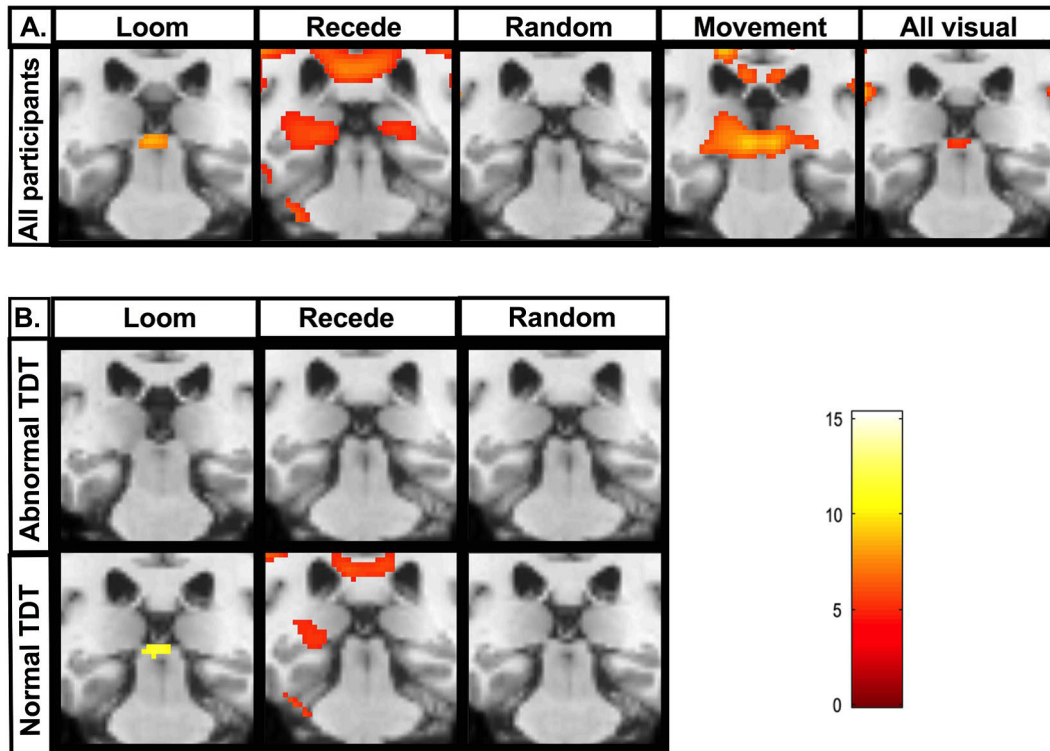 A. Loom Recede Random Movement All visual
All participants
B. Loom Recede Random
Abnormal TDT
Normal TDT
15
10
5
0